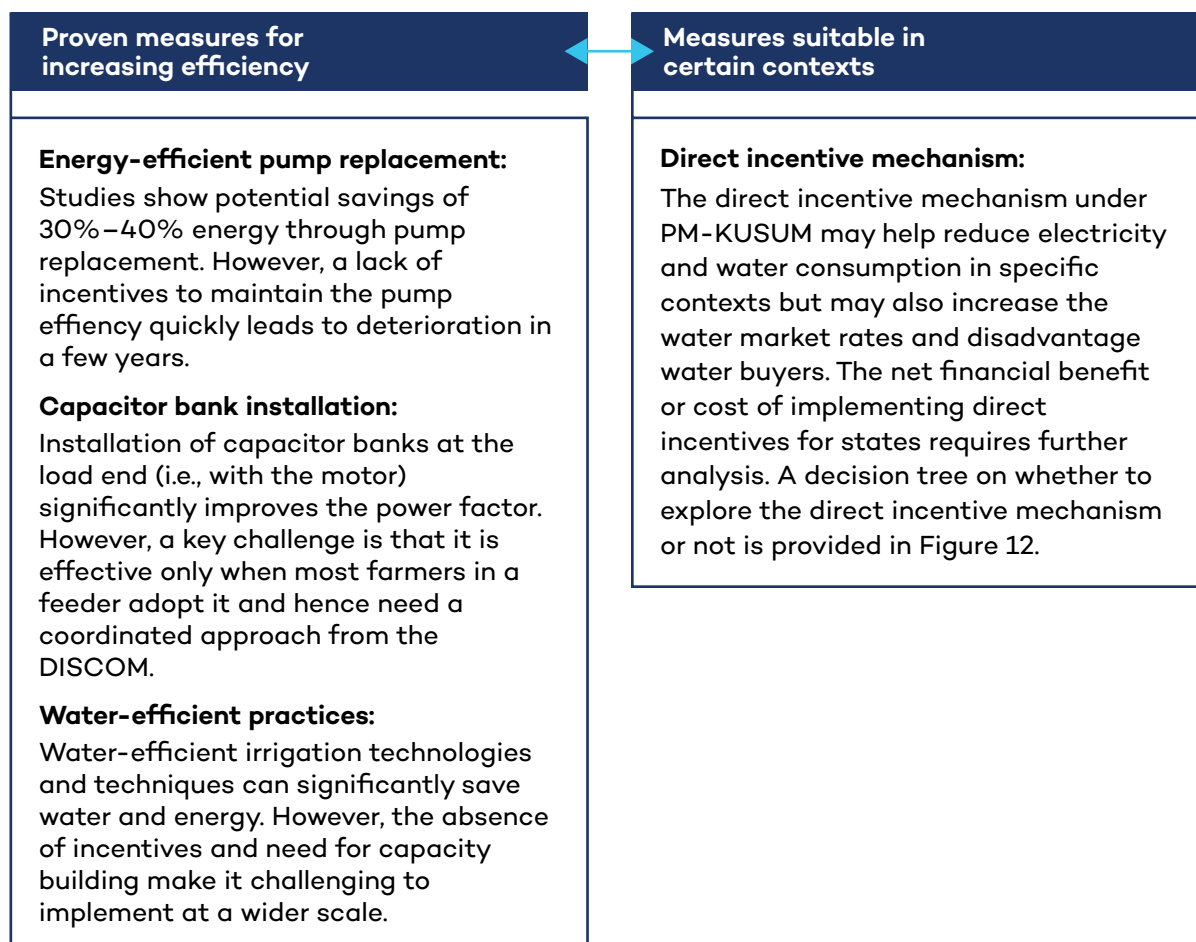 Proven measures for
increasing efficiency
Energy-efficient pump replacement:
Studies show potential savings of
30%–40% energy through pump
replacement. However, a lack of
incentives to maintain the pump
effiency quickly leads to deterioration in
a few years.
Capacitor bank installation:
Installation of capacitor banks at the
load end (i.e., with the motor)
significantly improves the power factor.
However, a key challenge is that it is
effective only when most farmers in a
feeder adopt it and hence need a
coordinated approach from the
DISCOM.
Water-efficient practices:
Water-efficient irrigation technologies
and techniques can significantly save
water and energy. However, the absence
of incentives and need for capacity
building make it challenging to
implement at a wider scale.
Measures suitable in
certain contexts
Direct incentive mechanism:
The direct incentive mechanism under
PM-KUSUM may help reduce electricity
and water consumption in specific
contexts but may also increase the
water market rates and disadvantage
water buyers. The net financial benefit
or cost of implementing direct
incentives for states requires further
analysis. A decision tree on whether to
explore the direct incentive mechanism
or not is provided in Figure 12.